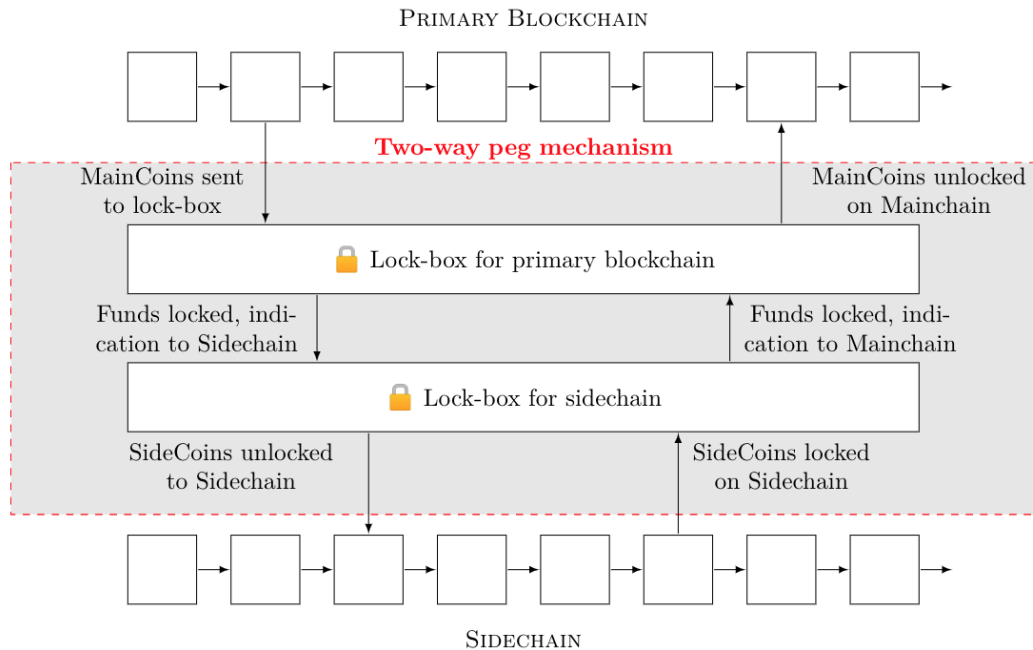 PRIMARY BLOCKCHAIN
Two-way peg mechanism
MainCoins sent
to lock-box
MainCoins unlocked
on Mainchain
Lock-box for primary blockchain
Funds locked, indi-
cation to Sidechain
Funds locked, indi-
cation to Mainchain
Lock-box for sidechain
SideCoins unlocked
to Sidechain
SideCoins locked
on Sidechain
SIDECHAIN